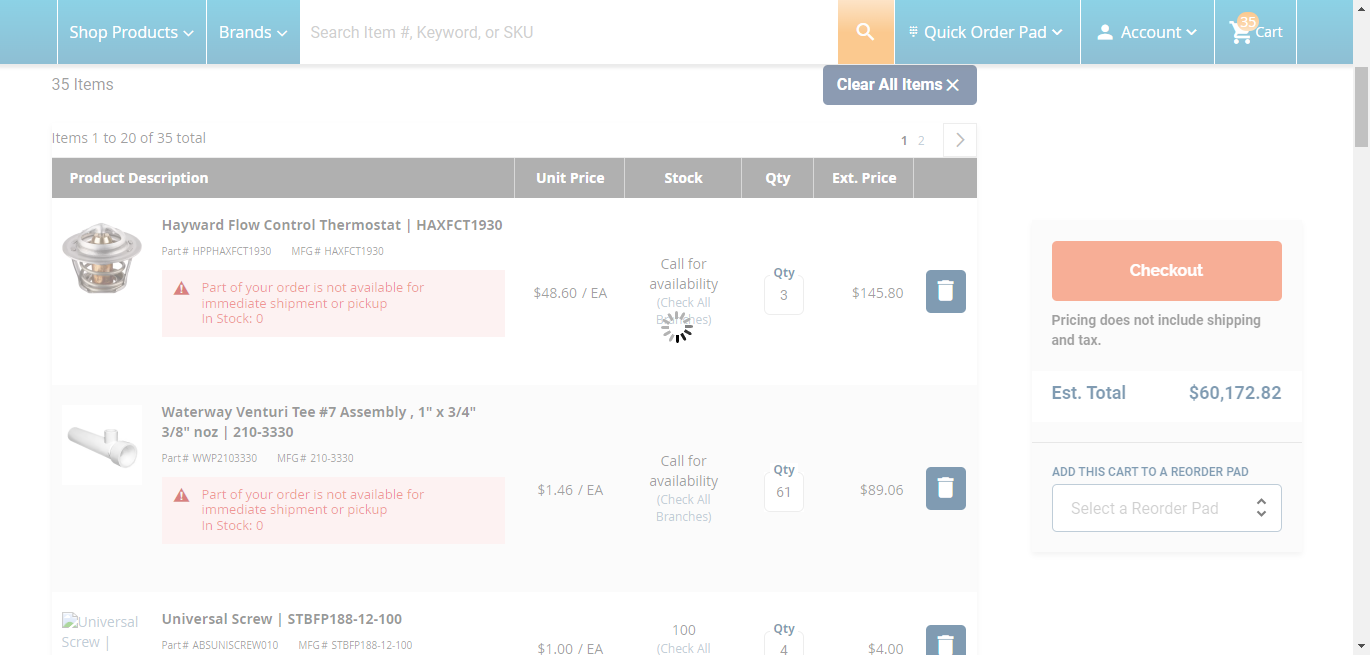 Shop Products
Brands
Search Item #, Keyword, or SKU
Quick Order Pad
Account
35
Cart
35 Items
Clear All Items
Items 1 to 20 of 35 total
1 2
Product Description Unit Price Stock Qty Ext. Price
Hayward Flow Control Thermostat | HAXFCT1930
Part# HPPHAXFCT1930 MFG# HAXFCT1930
Part of your order is not available for
immediate shipment or pickup
In Stock: 0
$48.60 / EA
Call for
availability
(Check All
Branches)
Qty
3
$145.80
Waterway Venturi Tee #7 Assembly , 1" x 3/4"
3/8" noz | 210-3330
Part# WWP2103330 MFG# 210-3330
Part of your order is not available for
immediate shipment or pickup
In Stock: 0
$1.46 / EA
Call for
availability
(Check All
Branches)
Qty
61
$89.06
Universal
Screw |
Universal Screw | STBFP188-12-100
Part# ABSUNISCREW010 MFG# STBFP188-12-100
$1.00 / EA
100
(Check All
Qty
4
$4.00
Checkout
Pricing does not include shipping
and tax.
Est. Total $60,172.82
ADD THIS CART TO A REORDER PAD
Select a Reorder Pad